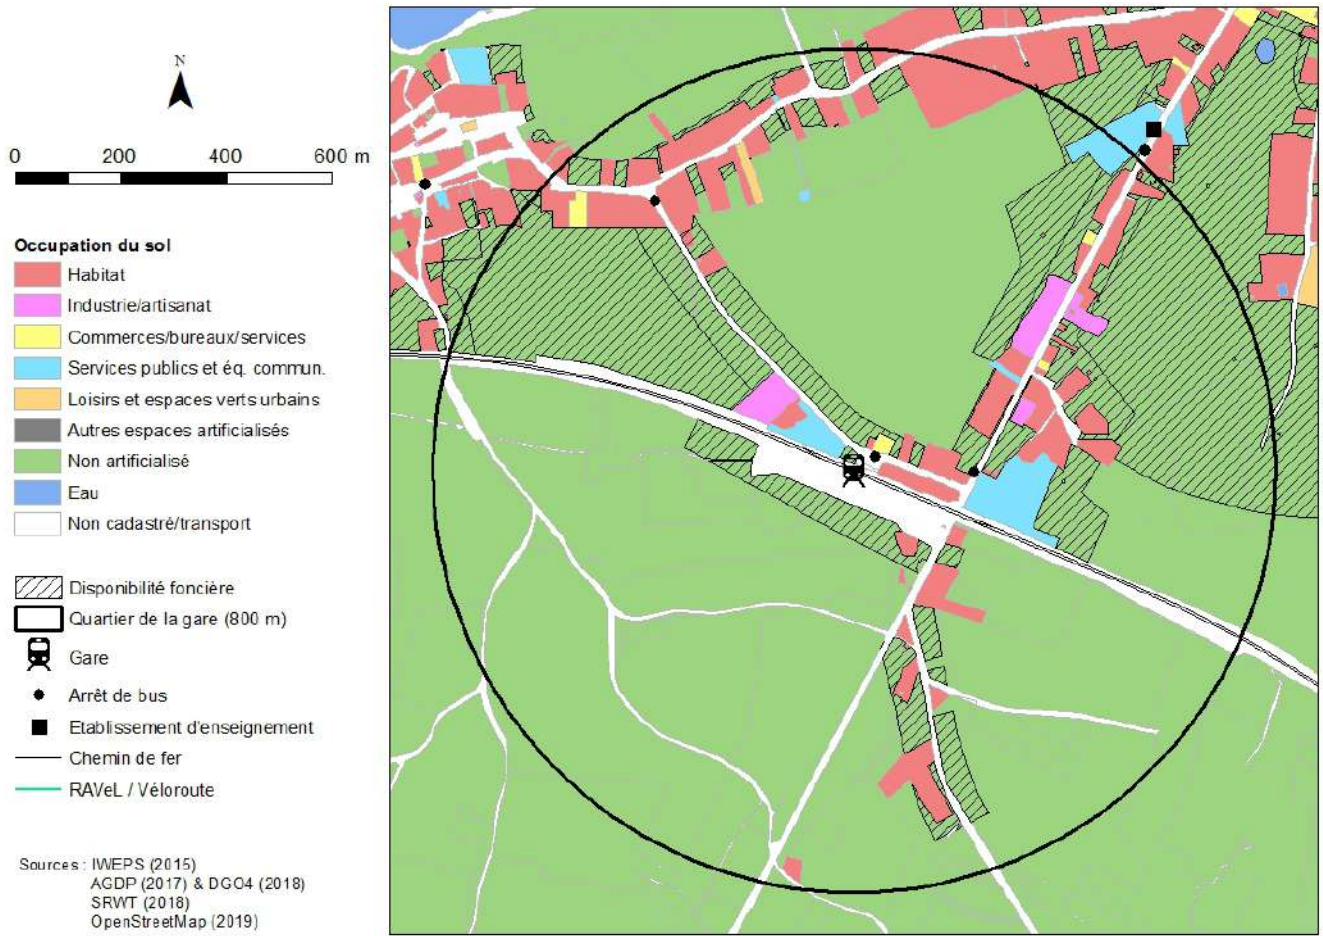 N
0 200 400 600 m
Occupation du sol
Habitat
Industrie/artisanat
Commerces/bureaux/services
Services publics et éq. commun.
Loisirs et espaces verts urbains
Autres espaces artificialisés
Non artificialisé
Eau
Non cadastré/transport
Disponibilité foncière
Quartier de la gare (800 m)
Gare
Arrêt de bus
Etablissement d'enseignement
Chemin de fer
RAVeL / Véloroute
Sources : IWEPS (2015)
AGDP (2017) & DGO4 (2018)
SRWT (2018)
OpenStreetMap (2019)